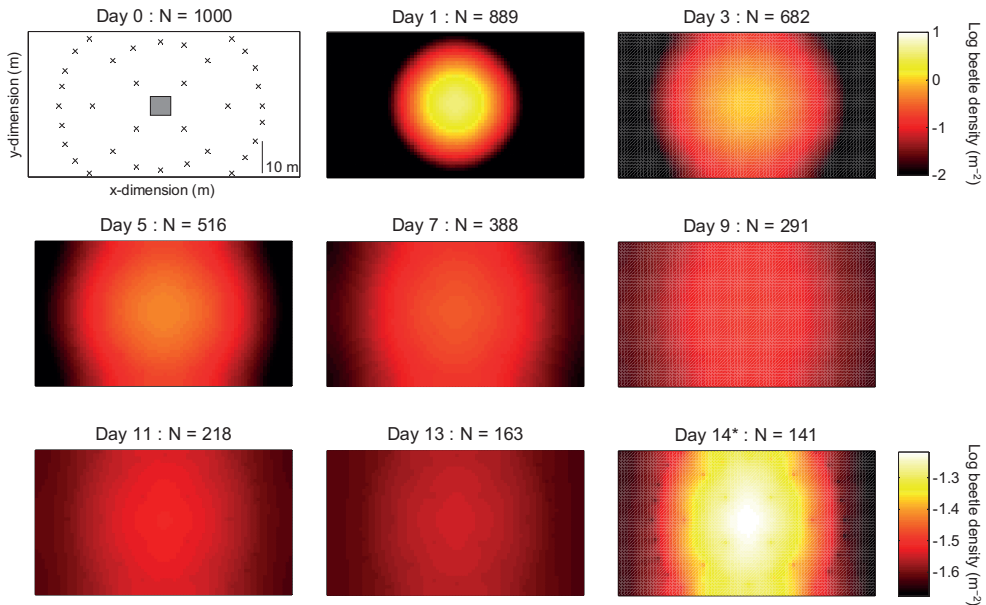 Day 0 : N = 1000
Day 1 : N = 889
Day 3 : N = 682
y-dimension (m)
10 m
x-dimension (m)
1
0
-1
-2
Log beetle density (m⁻²)
Day 5 : N = 516
Day 7 : N = 388
Day 9 : N = 291
Day 11 : N = 218
Day 13 : N = 163
Day 14* : N = 141
-1.3
-1.4
-1.5
-1.6
Log beetle density (m⁻²)